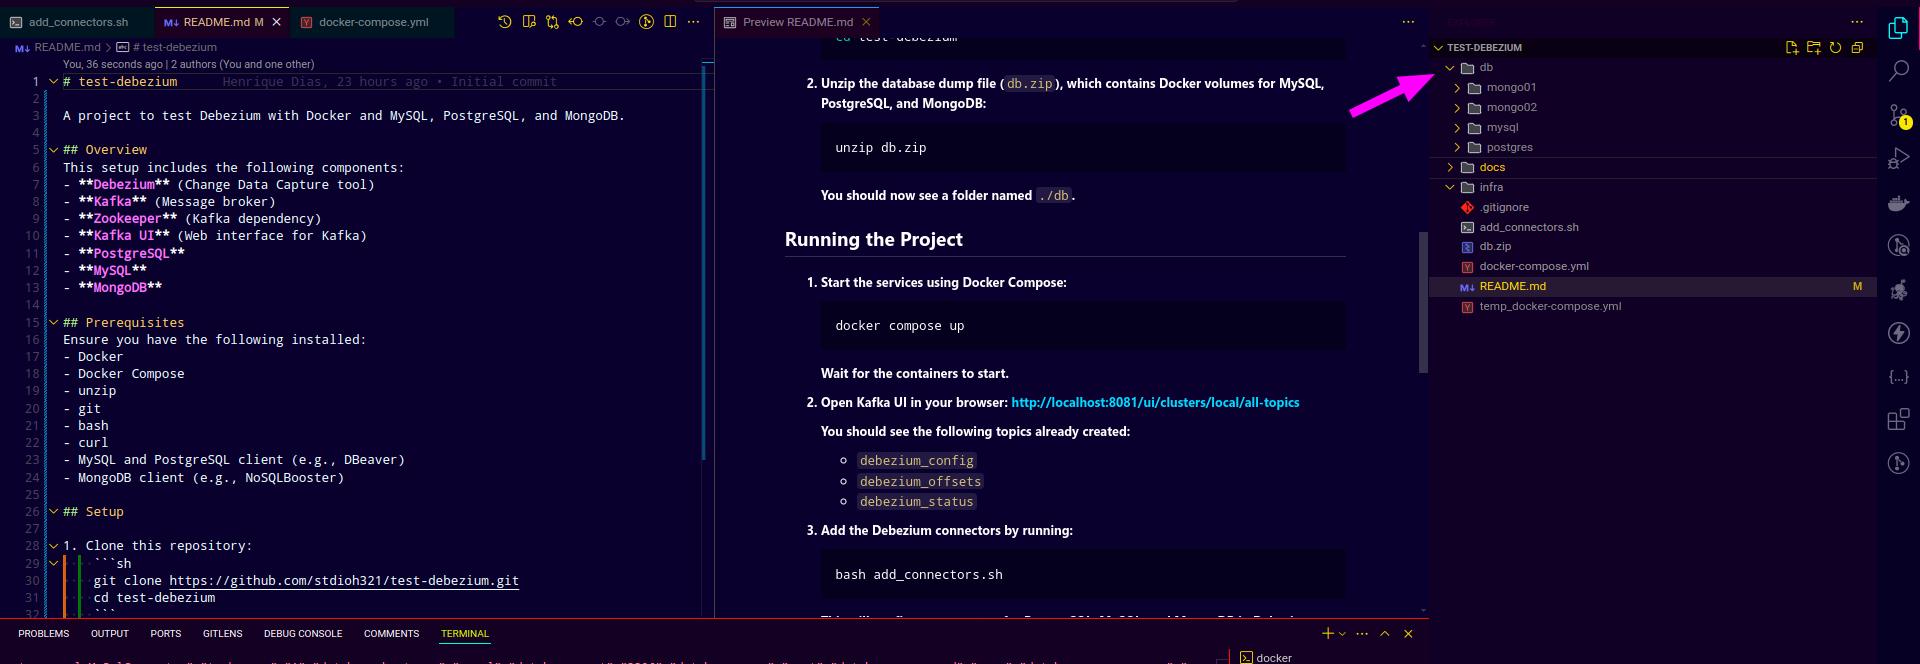 add_connectors.sh
README.md M
docker-compose.yml
README.md > # test-debezium
You, 36 seconds ago | 2 authors (You and one other)
1 # test-debezium Henrique Dias, 23 hours ago • Initial commit
2
3 A project to test Debezium with Docker and MySQL, PostgreSQL, and MongoDB.
4
5 ## Overview
6 This setup includes the following components:
7 - **Debezium** (Change Data Capture tool)
8 - **Kafka** (Message broker)
9 - **Zookeeper** (Kafka dependency)
10 - **Kafka UI** (Web interface for Kafka)
11 - **PostgreSQL**
12 - **MySQL**
13 - **MongoDB**
14
15 ## Prerequisites
16 Ensure you have the following installed:
17 - Docker
18 - Docker Compose
19 - unzip
20 - git
21 - bash
22 - curl
23 - MySQL and PostgreSQL client (e.g., DBeaver)
24 - MongoDB client (e.g., NoSQLBooster)
25
26 ## Setup
27
28 1. Clone this repository:
29 ```sh
30 git clone https://github.com/stdioh321/test-debezium.git
31 cd test-debezium
32 ```
Preview README.md
cd test-debezium
2. Unzip the database dump file (db.zip), which contains Docker volumes for MySQL,
PostgreSQL, and MongoDB:
unzip db.zip
You should now see a folder named ./db.
Running the Project
1. Start the services using Docker Compose:
docker compose up
Wait for the containers to start.
2. Open Kafka UI in your browser: http://localhost:8081/ui/clusters/local/all-topics
You should see the following topics already created:
debezium_config
debezium_offsets
debezium_status
3. Add the Debezium connectors by running:
bash add_connectors.sh
TEST-DEBEZIUM
db
mongo01
mongo02
mysql
postgres
docs
infra
.gitignore
add_connectors.sh
db.zip
docker-compose.yml
README.md M
temp_docker-compose.yml
1
PROBLEMS OUTPUT PORTS GITLENS DEBUG CONSOLE COMMENTS TERMINAL
docker